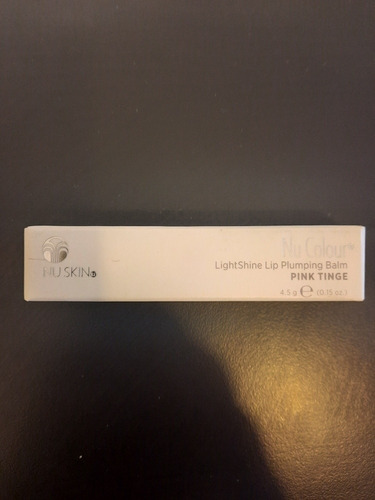 NU SKIN®
Nu Colour®
LightShine Lip Plumping Balm
PINK TINGE
4.5 g ℮ (0.15 oz.)